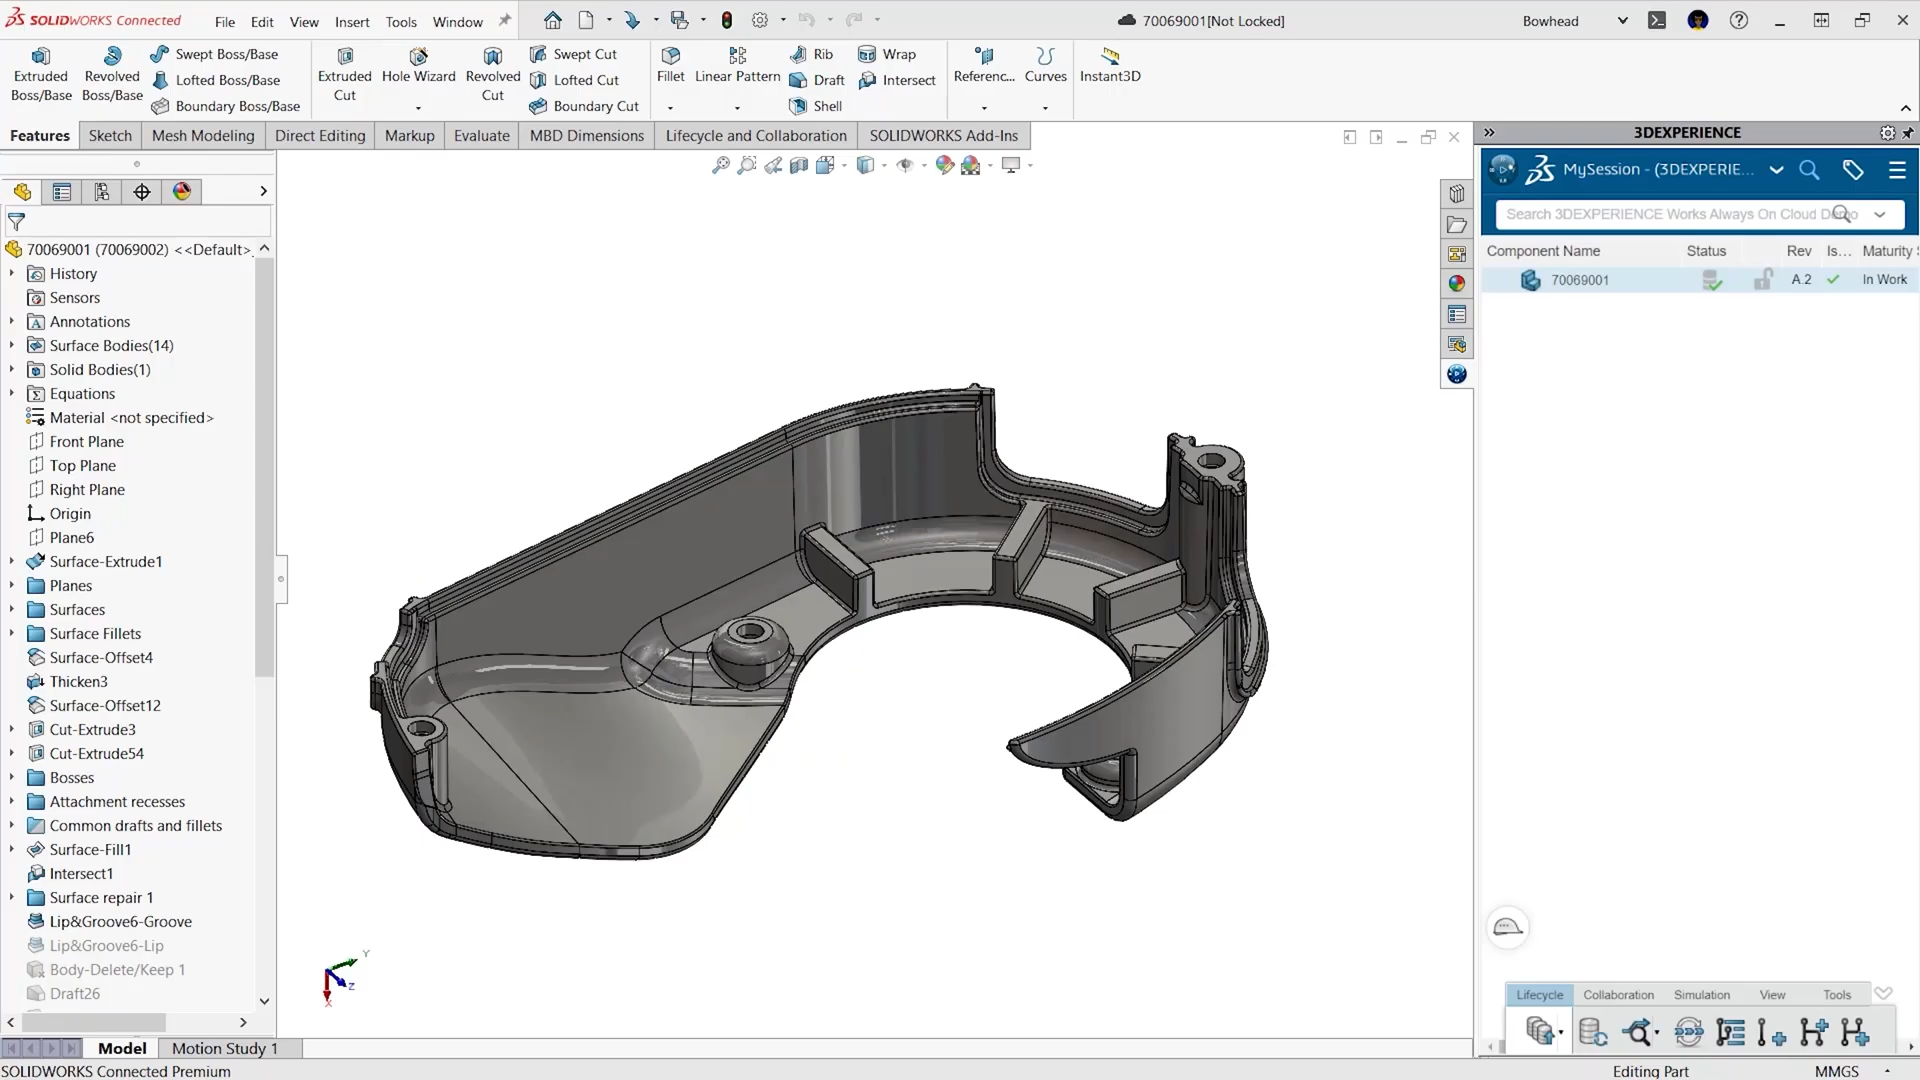 SOLIDWORKS Connected
File Edit View Insert Tools Window
70069001[Not Locked]
Bowhead
Extruded Boss/Base
Revolved Boss/Base
Swept Boss/Base
Lofted Boss/Base
Boundary Boss/Base
Extruded Cut
Hole Wizard
Revolved Cut
Swept Cut
Lofted Cut
Boundary Cut
Fillet
Linear Pattern
Rib
Draft
Shell
Wrap
Intersect
Referenc...
Curves
Instant3D
Features Sketch Mesh Modeling Direct Editing Markup Evaluate MBD Dimensions Lifecycle and Collaboration SOLIDWORKS Add-Ins
70069001 (70069002) <<Default>.
History
Sensors
Annotations
Surface Bodies(14)
Solid Bodies(1)
Equations
Material <not specified>
Front Plane
Top Plane
Right Plane
Origin
Plane6
Surface-Extrude1
Planes
Surfaces
Surface Fillets
Surface-Offset4
Thicken3
Surface-Offset12
Cut-Extrude3
Cut-Extrude54
Bosses
Attachment recesses
Common drafts and fillets
Surface-Fill1
Intersect1
Surface repair 1
Lip&Groove6-Groove
Lip&Groove6-Lip
Body-Delete/Keep 1
Draft26
Y
Z
X
Model Motion Study 1
SOLIDWORKS Connected Premium
Editing Part
MMGS
3DEXPERIENCE
MySession - (3DEXPERIE...
Search 3DEXPERIENCE Works Always On Cloud Demo
Component Name Status Rev Is... Maturity
70069001 A.2 In Work
Lifecycle Collaboration Simulation View Tools